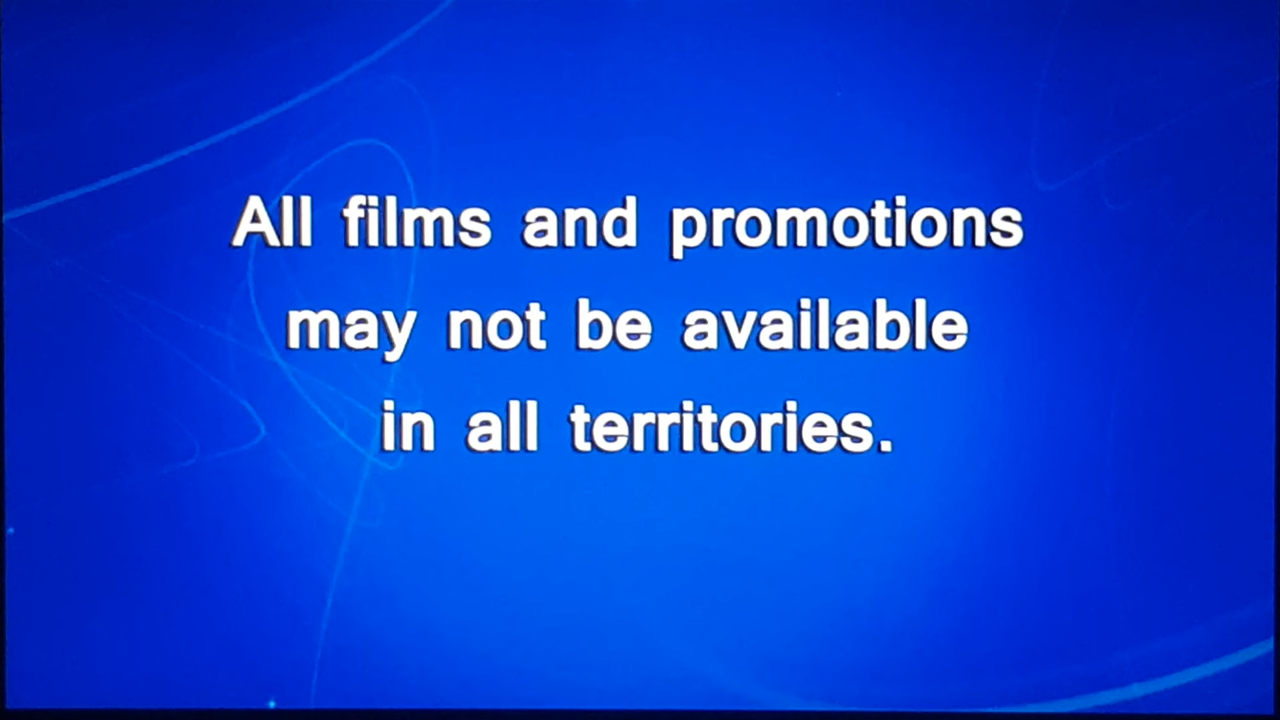 All films and promotions
may not be available
in all territories.